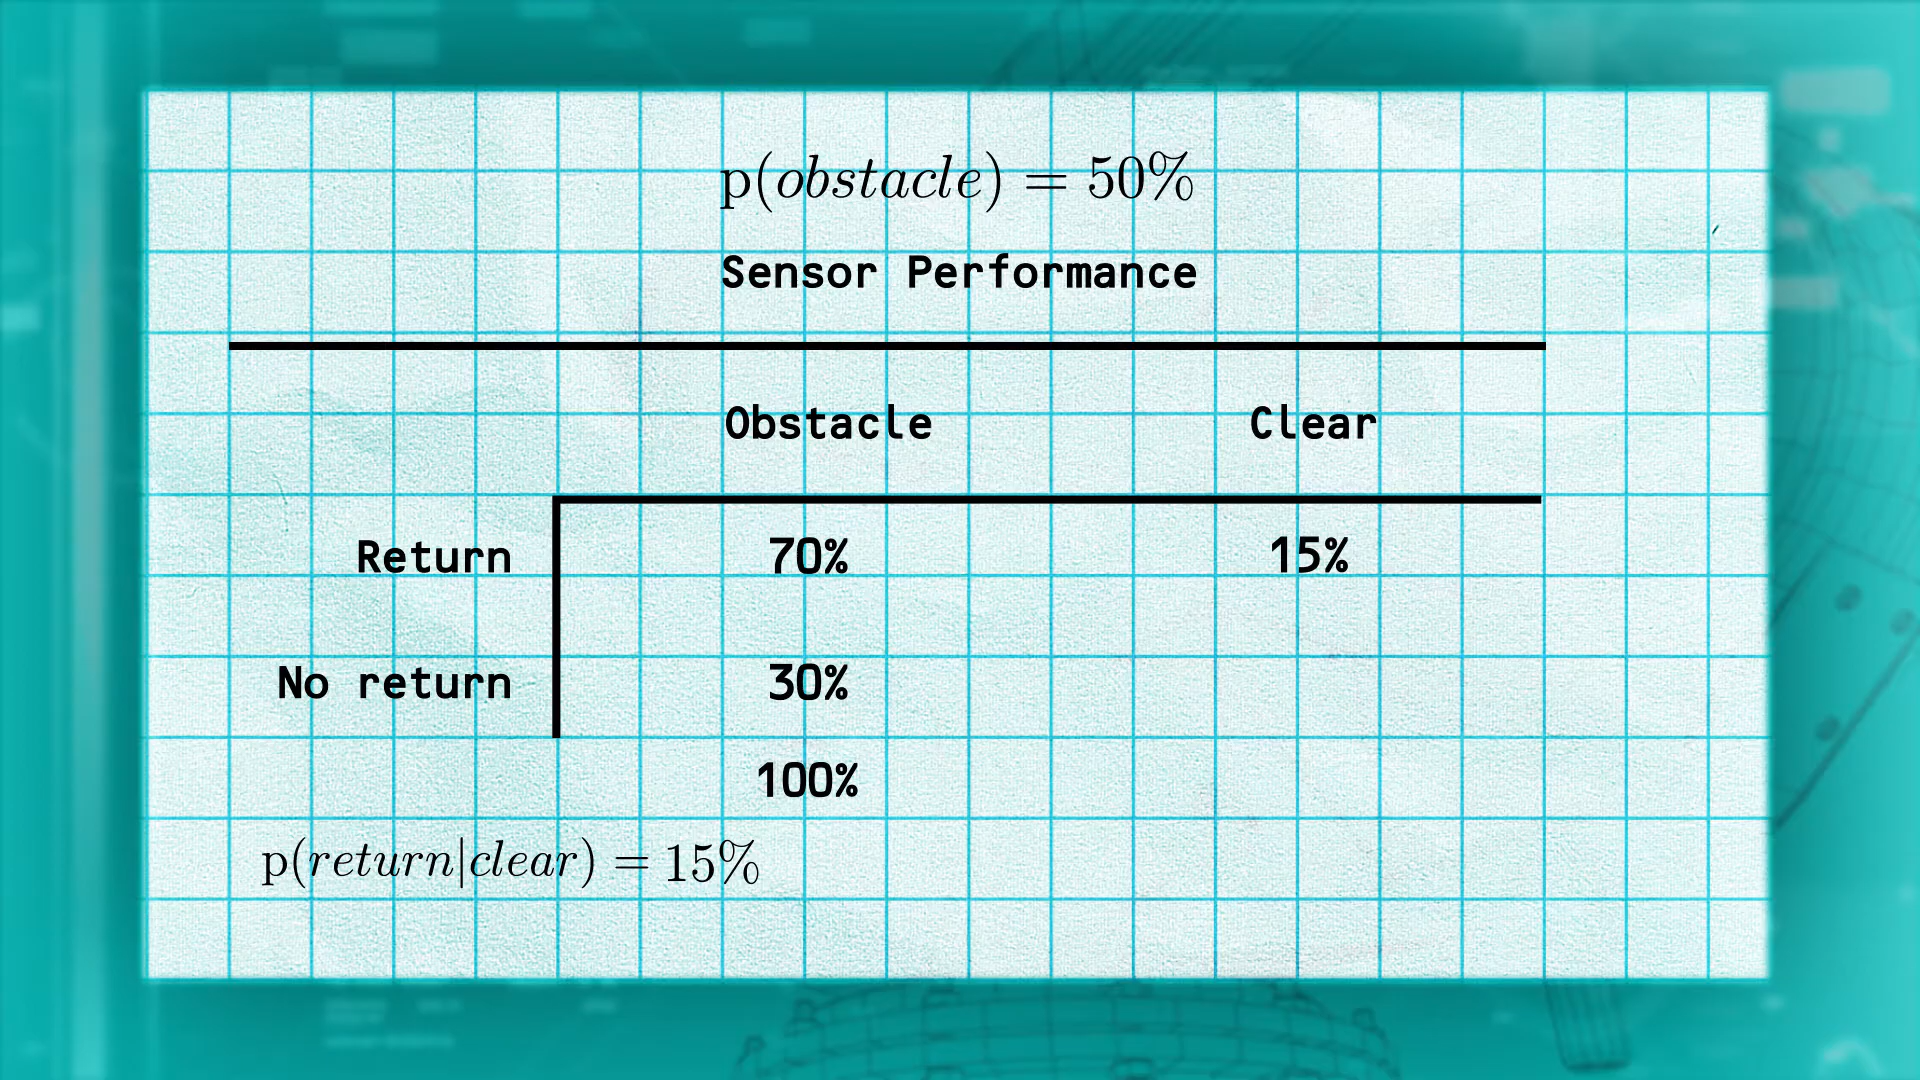 p(obstacle) = 50%
Sensor Performance
Obstacle Clear
Return 70% 15%
No return 30%
100%
p(return|clear) = 15%